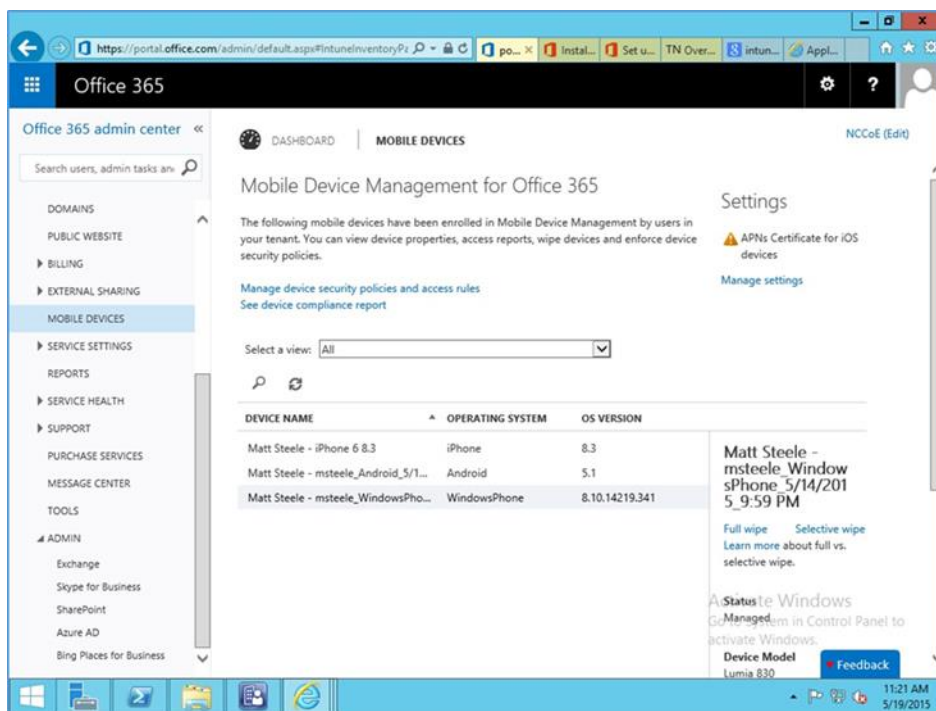 https://portal.office.com/admin/default.aspx#IntuneInventoryPa
po...
Instal...
Set u...
TN Over...
intun...
Appl...
Office 365
?
Office 365 admin center «
Search users, admin tasks an
DOMAINS
PUBLIC WEBSITE
BILLING
EXTERNAL SHARING
MOBILE DEVICES
SERVICE SETTINGS
REPORTS
SERVICE HEALTH
SUPPORT
PURCHASE SERVICES
MESSAGE CENTER
TOOLS
ADMIN
Exchange
Skype for Business
SharePoint
Azure AD
Bing Places for Business
DASHBOARD | MOBILE DEVICES
NCCoE (Edit)
Mobile Device Management for Office 365
The following mobile devices have been enrolled in Mobile Device Management by users in
your tenant. You can view device properties, access reports, wipe devices and enforce device
security policies.
Manage device security policies and access rules
See device compliance report
Settings
APNs Certificate for iOS
devices
Manage settings
Select a view: All
DEVICE NAME OPERATING SYSTEM OS VERSION
Matt Steele - iPhone 6 8.3 iPhone 8.3
Matt Steele - msteele_Android_5/1... Android 5.1
Matt Steele - msteele_WindowsPho... WindowsPhone 8.10.14219.341
Matt Steele -
msteele_Window
sPhone_5/14/201
5_9:59 PM
Full wipe Selective wipe
Learn more about full vs.
selective wipe.
Status
Managed
Device Model
Lumia 830
Activate Windows
Go to System in Control Panel to
activate Windows.
Feedback
11:21 AM
5/19/2015